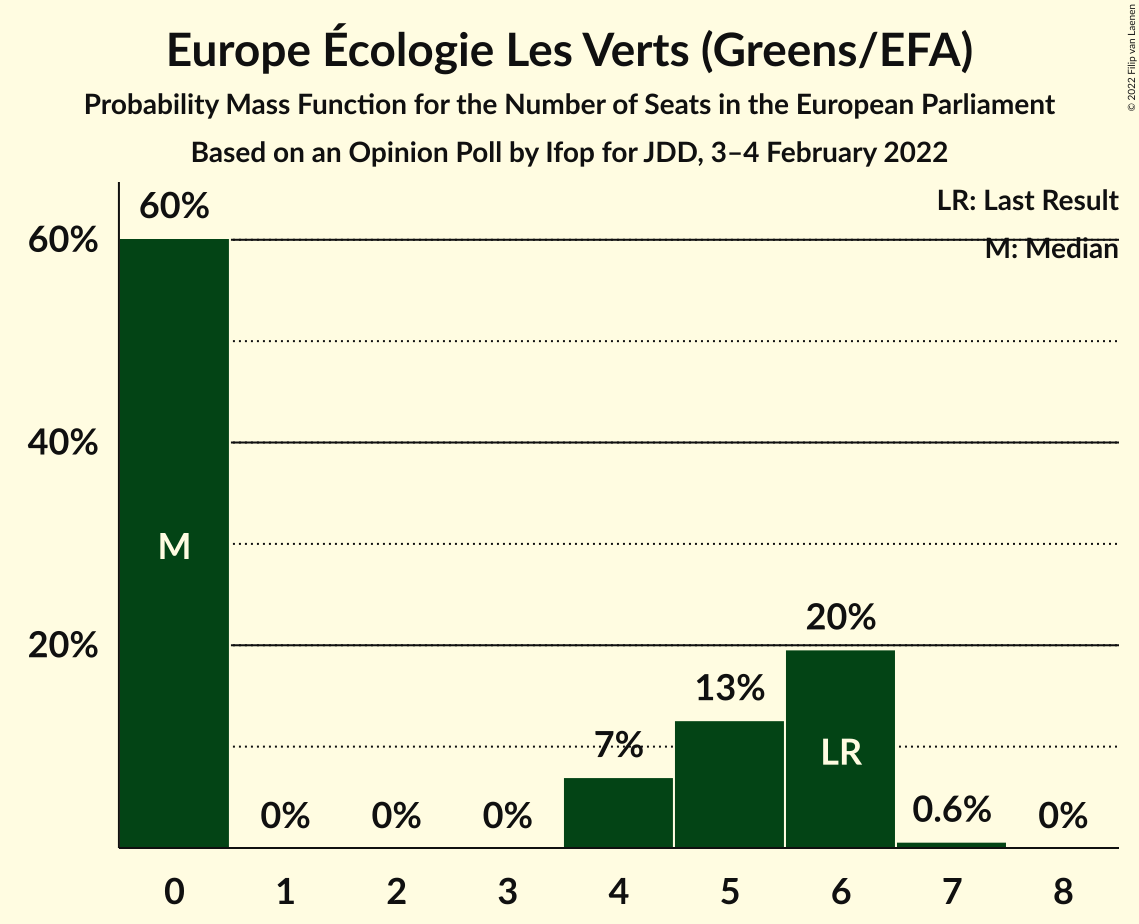 Europe Écologie Les Verts (Greens/EFA)
Probability Mass Function for the Number of Seats in the European Parliament
Based on an Opinion Poll by Ifop for JDD, 3–4 February 2022
© 2022 Filip van Laenen
LR: Last Result
M: Median
60%
40%
20%
60%
0%
0%
0%
7%
13%
20%
0.6%
0%
M
LR
0 1 2 3 4 5 6 7 8